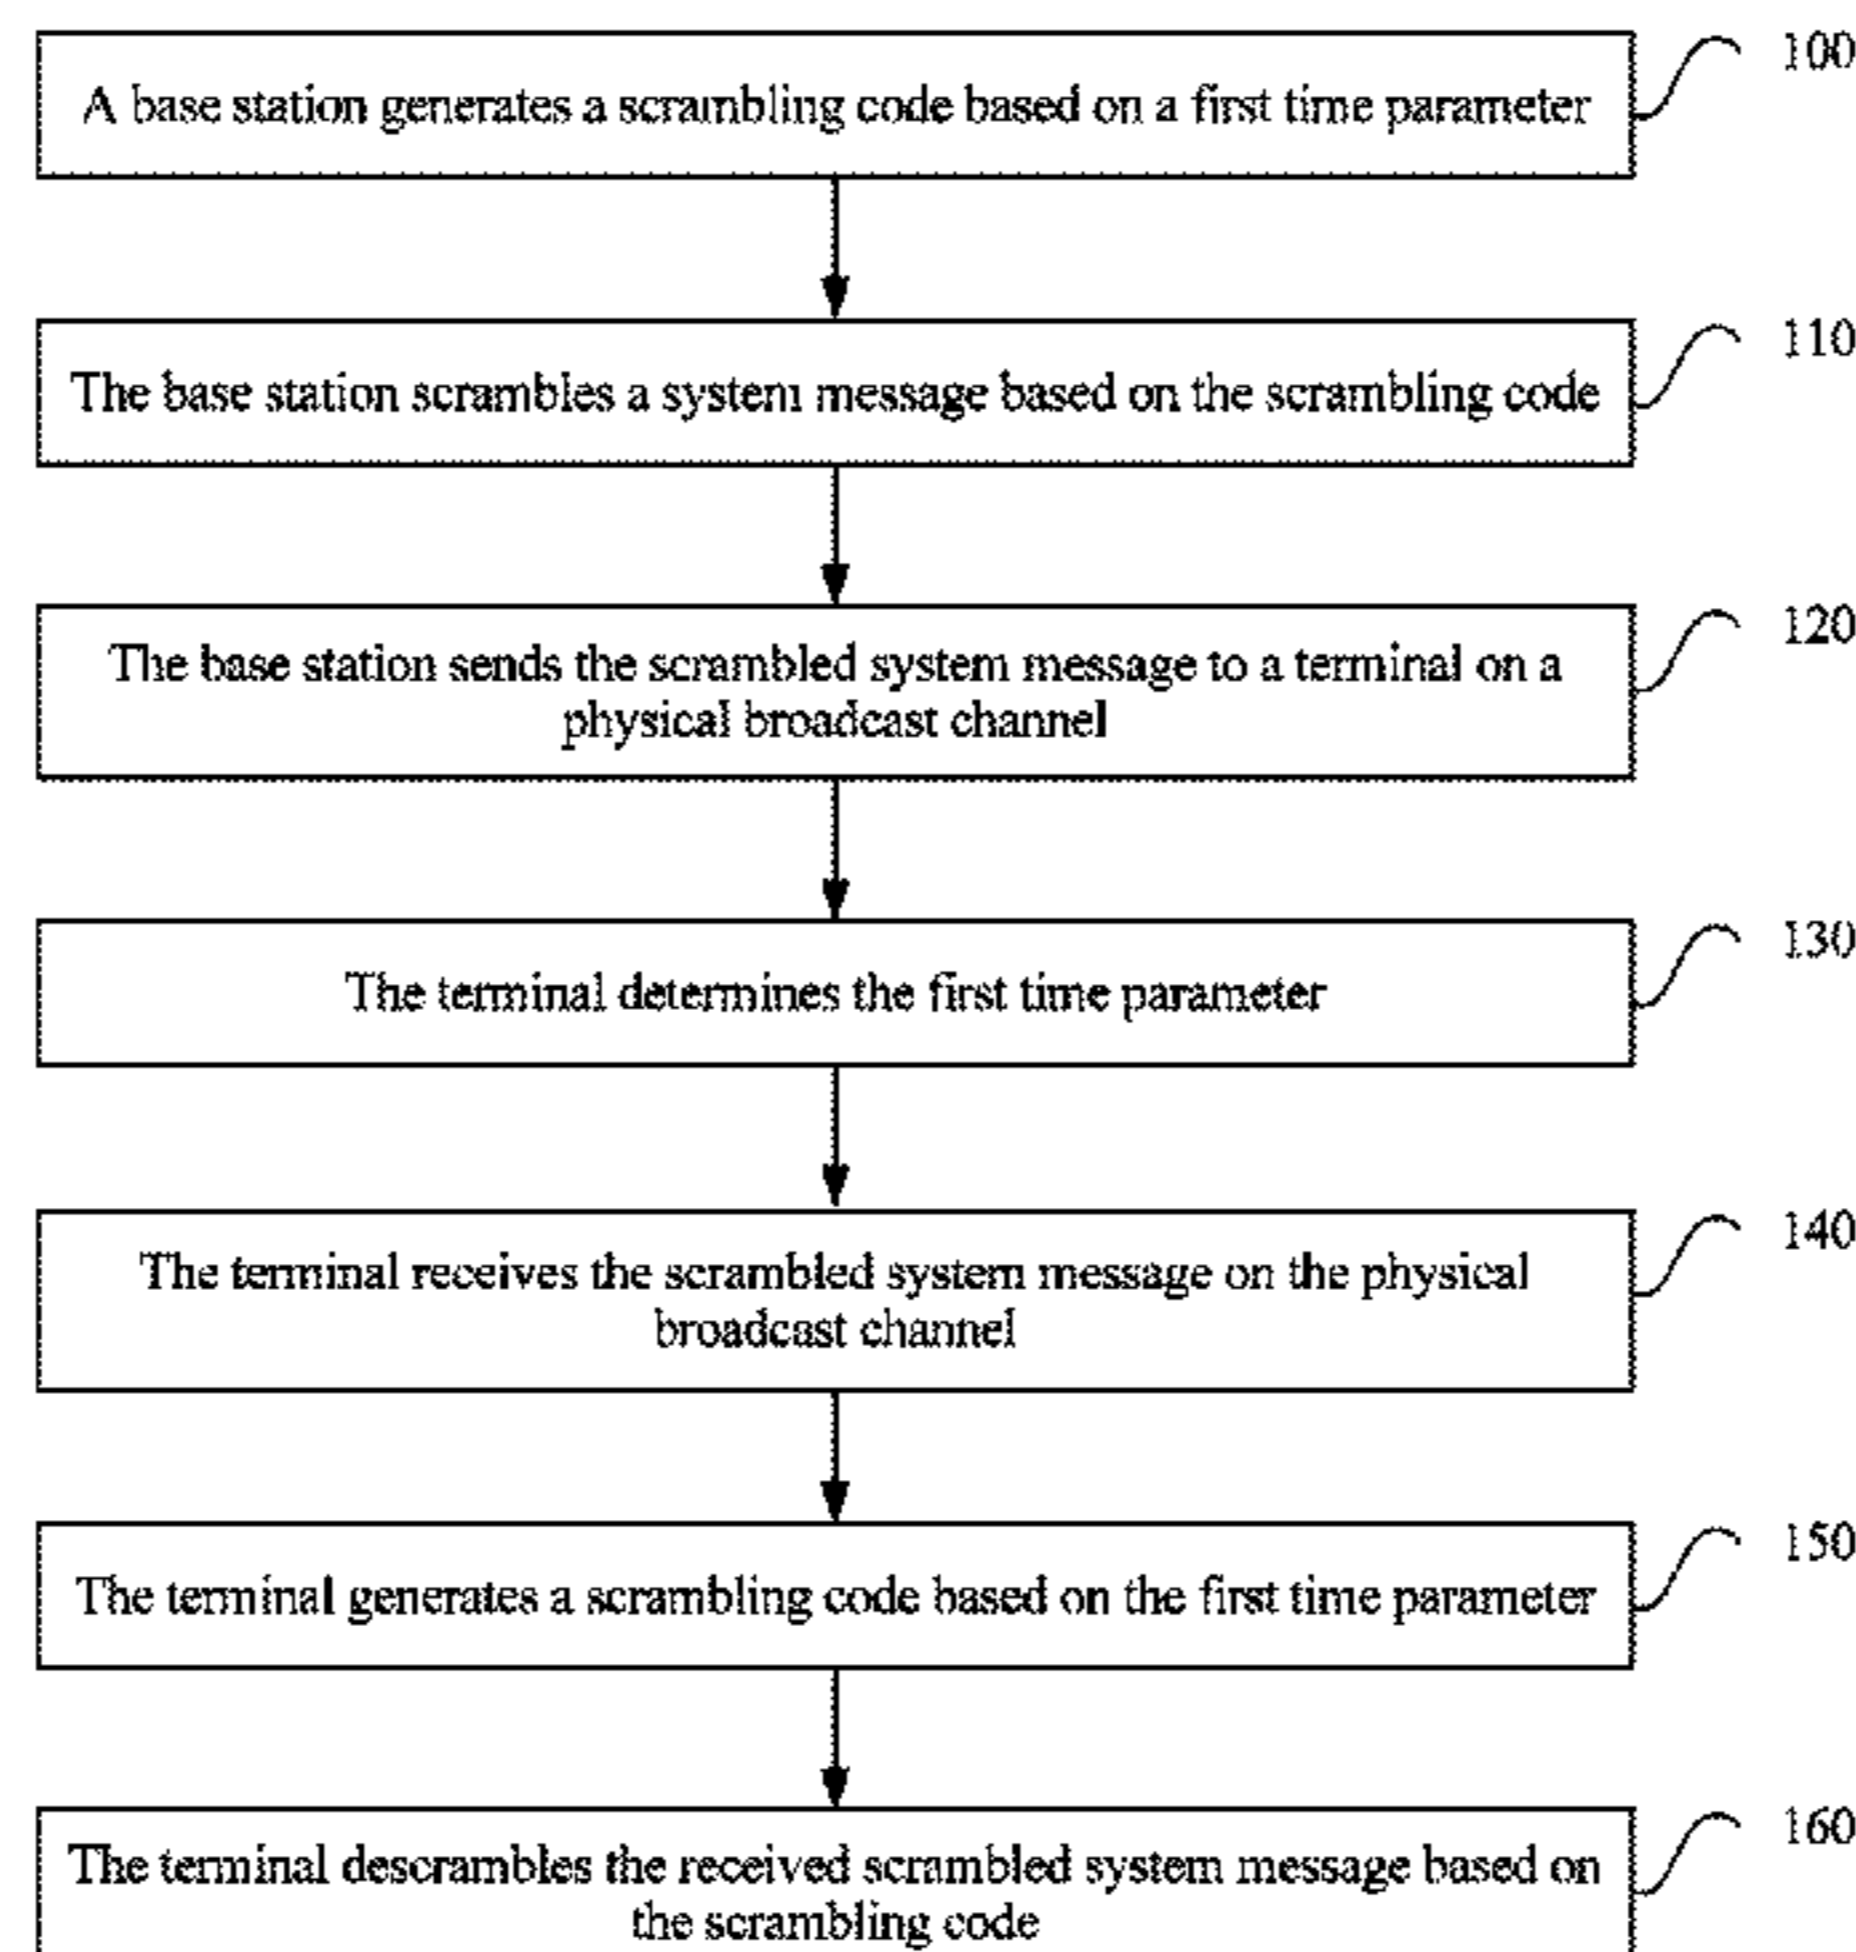 A base station generates a scrambling code based on a first time parameter
100
The base station scrambles a system message based on the scrambling code
110
The base station sends the scrambled system message to a terminal on a
physical broadcast channel
120
The terminal determines the first time parameter
130
The terminal receives the scrambled system message on the physical
broadcast channel
140
The terminal generates a scrambling code based on the first time parameter
150
The terminal descrambles the received scrambled system message based on
the scrambling code
160